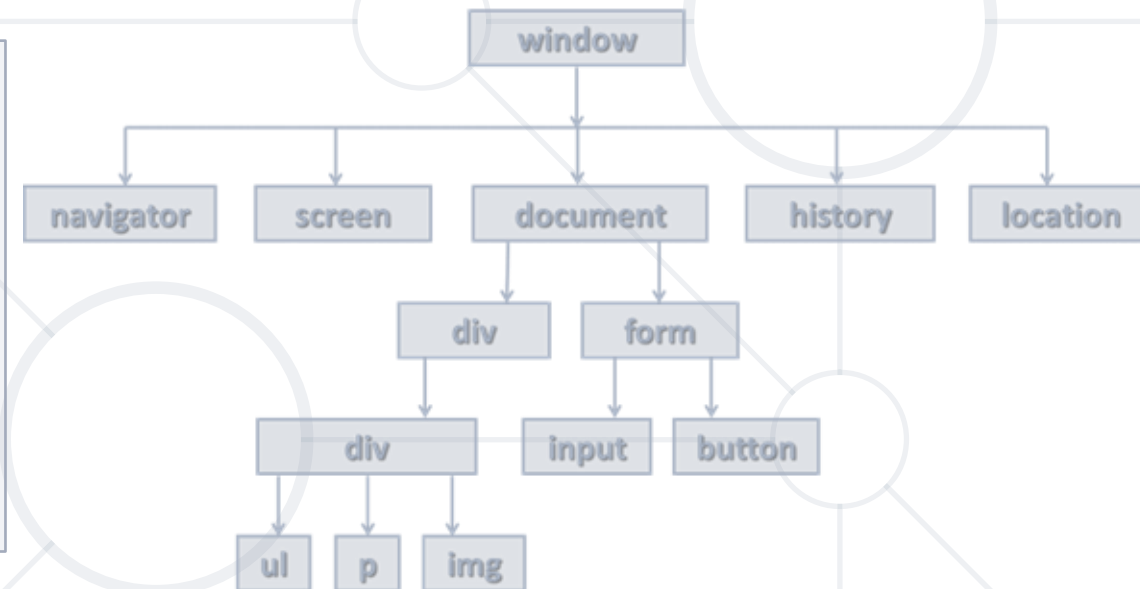 window
navigator
screen
document
history
location
div
form
div
input
button
ul
p
img